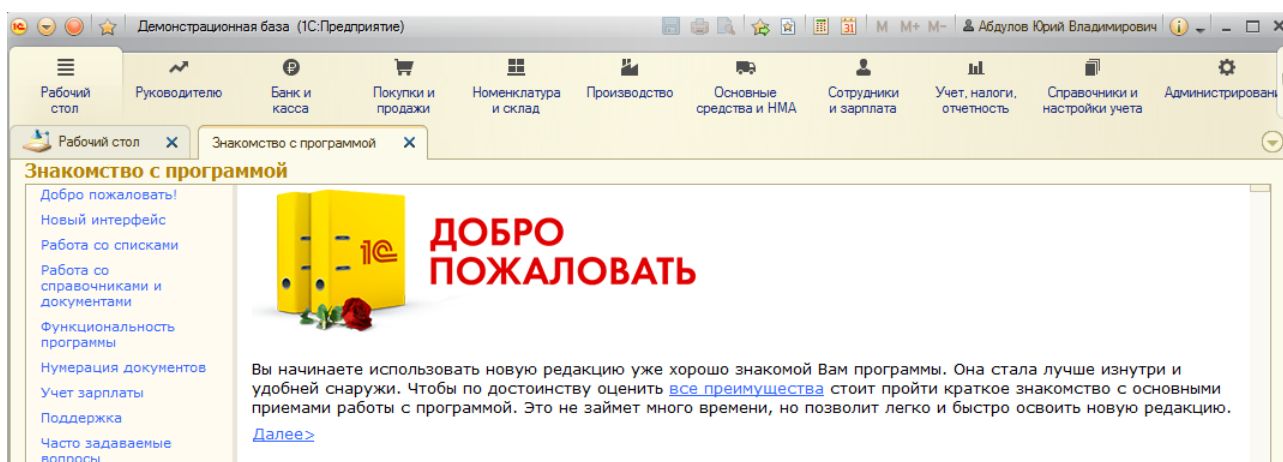 Демонстрационная база (1С:Предприятие)
31
M M+ M-
Абдулов Юрий Владимирович
Рабочий стол
Руководителю
Банк и касса
Покупки и продажи
Номенклатура и склад
Производство
Основные средства и НМА
Сотрудники и зарплата
Учет, налоги, отчетность
Справочники и настройки учета
Администрировани
Рабочий стол
Знакомство с программой
Знакомство с программой
Добро пожаловать!
Новый интерфейс
Работа со списками
Работа со
справочниками и
документами
Функциональность
программы
Нумерация документов
Учет зарплаты
Поддержка
Часто задаваемые
вопросы
1С
ДОБРО
ПОЖАЛОВАТЬ
Вы начинаете использовать новую редакцию уже хорошо знакомой Вам программы. Она стала лучше изнутри и
удобней снаружи. Чтобы по достоинству оценить все преимущества стоит пройти краткое знакомство с основными
приемами работы с программой. Это не займет много времени, но позволит легко и быстро освоить новую редакцию.
Далее>